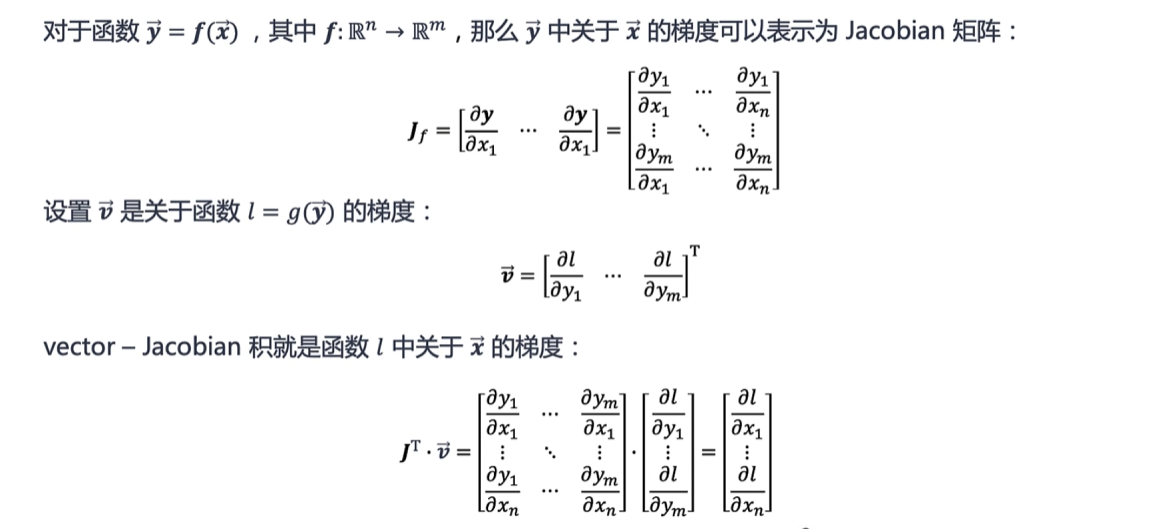 对于函数 $\vec{y} = f(\vec{x})$ ，其中 $f: \mathbb{R}^n \to \mathbb{R}^m$，那么 $\vec{y}$ 中关于 $\vec{x}$ 的梯度可以表示为 Jacobian 矩阵：
$J_f = \begin{bmatrix} \frac{\partial y}{\partial x_1} & \cdots & \frac{\partial y}{\partial x_1} \end{bmatrix} = \begin{bmatrix} \frac{\partial y_1}{\partial x_1} & \cdots & \frac{\partial y_1}{\partial x_n} \\ \vdots & \ddots & \vdots \\ \frac{\partial y_m}{\partial x_1} & \cdots & \frac{\partial y_m}{\partial x_n} \end{bmatrix}$
设置 $\vec{v}$ 是关于函数 $l = g(\vec{y})$ 的梯度：
$\vec{v} = \begin{bmatrix} \frac{\partial l}{\partial y_1} & \cdots & \frac{\partial l}{\partial y_m} \end{bmatrix}^{\mathrm{T}}$
vector – Jacobian 积就是函数 $l$ 中关于 $\vec{x}$ 的梯度：
$J^{\mathrm{T}} \cdot \vec{v} = \begin{bmatrix} \frac{\partial y_1}{\partial x_1} & \cdots & \frac{\partial y_m}{\partial x_1} \\ \vdots & \ddots & \vdots \\ \frac{\partial y_1}{\partial x_n} & \cdots & \frac{\partial y_m}{\partial x_n} \end{bmatrix} \cdot \begin{bmatrix} \frac{\partial l}{\partial y_1} \\ \vdots \\ \frac{\partial l}{\partial y_m} \end{bmatrix} = \begin{bmatrix} \frac{\partial l}{\partial x_1} \\ \vdots \\ \frac{\partial l}{\partial x_n} \end{bmatrix}$